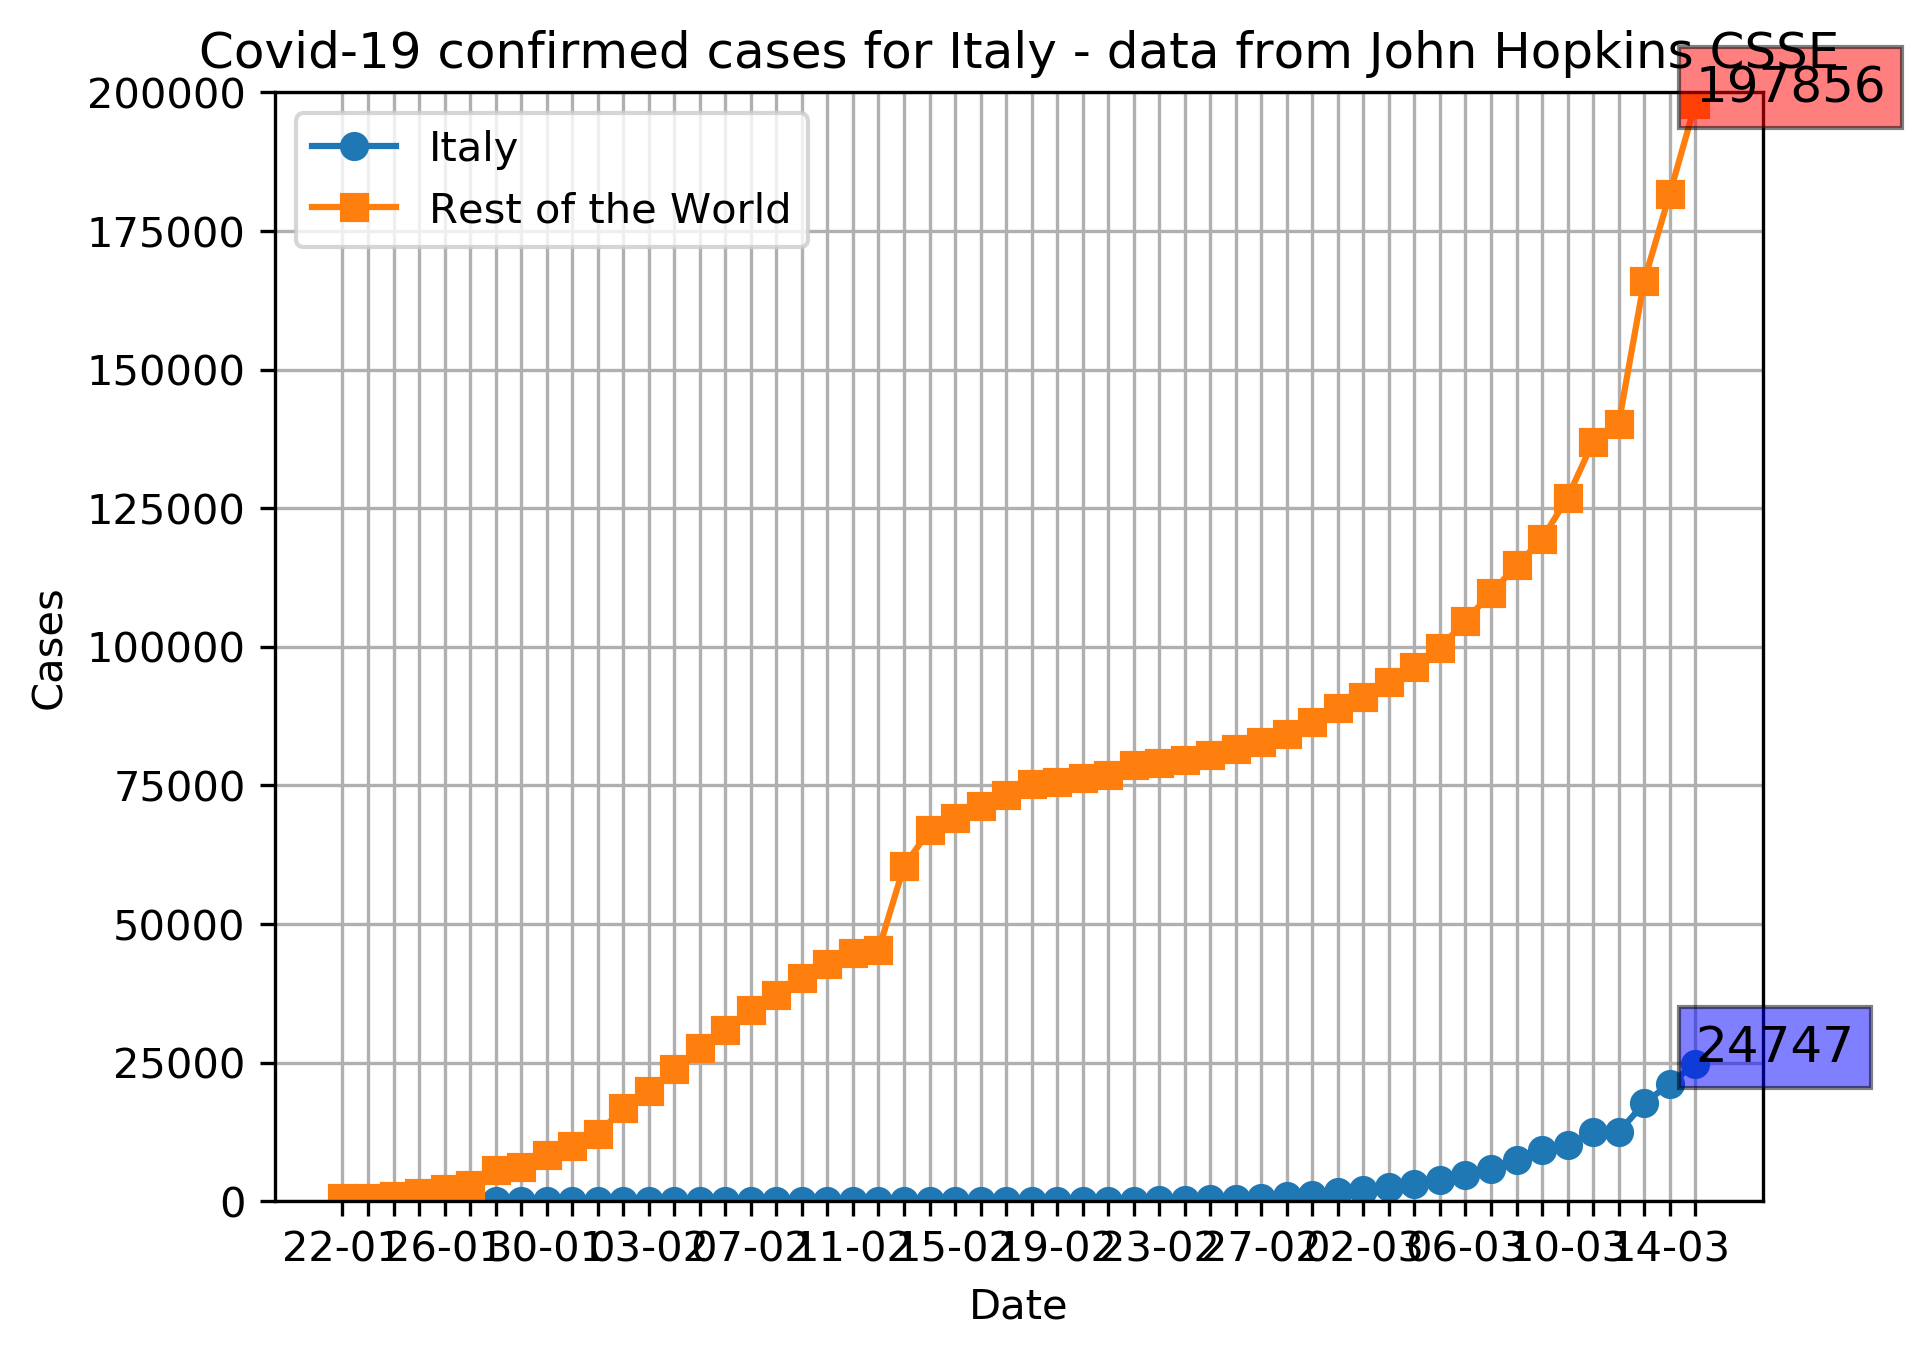 Covid-19 confirmed cases for Italy - data from John Hopkins CSSE
197856
200000
Italy
Rest of the World
175000
150000
125000
100000
Cases
75000
50000
24747
25000
0
22-01 26-01 30-01 03-02 07-02 11-02 15-02 19-02 23-02 27-02 02-03 06-03 10-03 14-03
Date